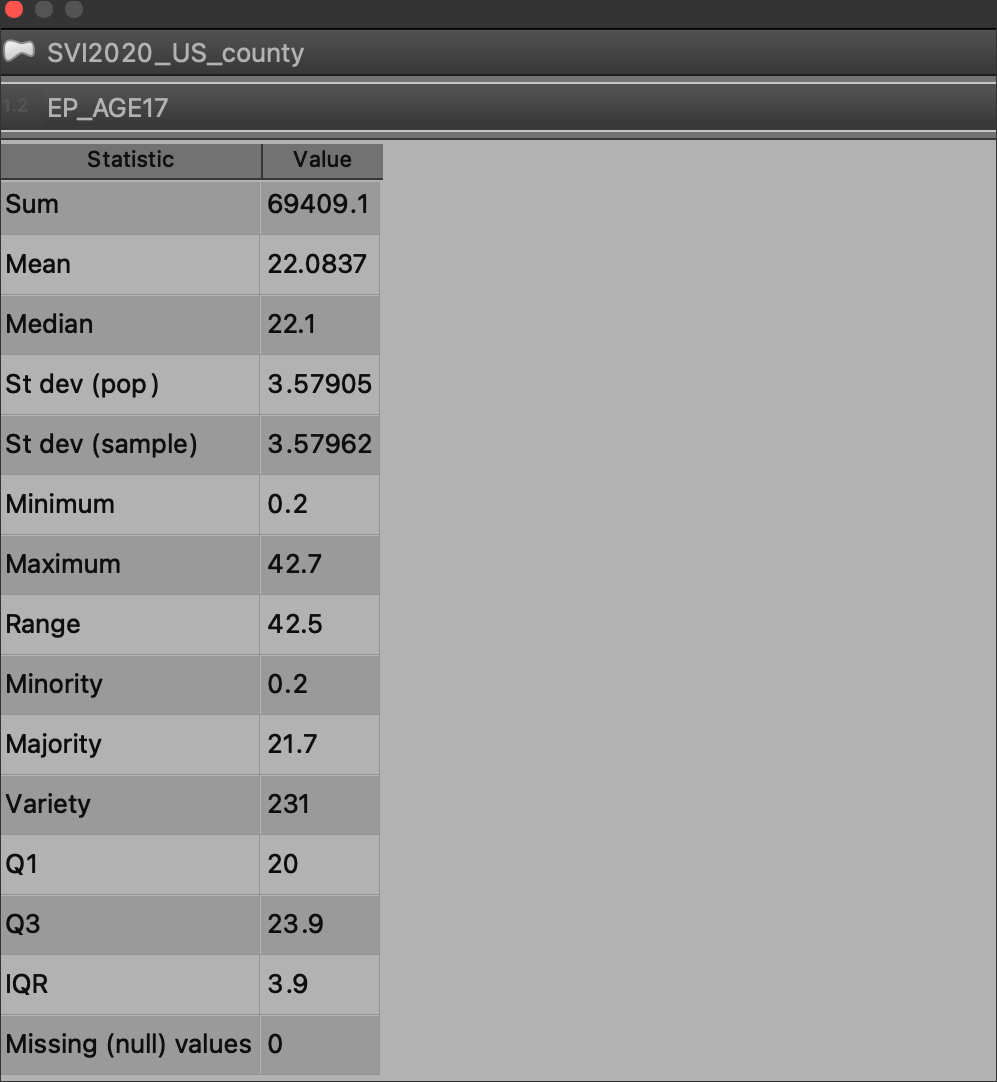 SVI2020_US_county
1.2 EP_AGE17
Statistic Value
Sum 69409.1
Mean 22.0837
Median 22.1
St dev (pop) 3.57905
St dev (sample) 3.57962
Minimum 0.2
Maximum 42.7
Range 42.5
Minority 0.2
Majority 21.7
Variety 231
Q1 20
Q3 23.9
IQR 3.9
Missing (null) values 0